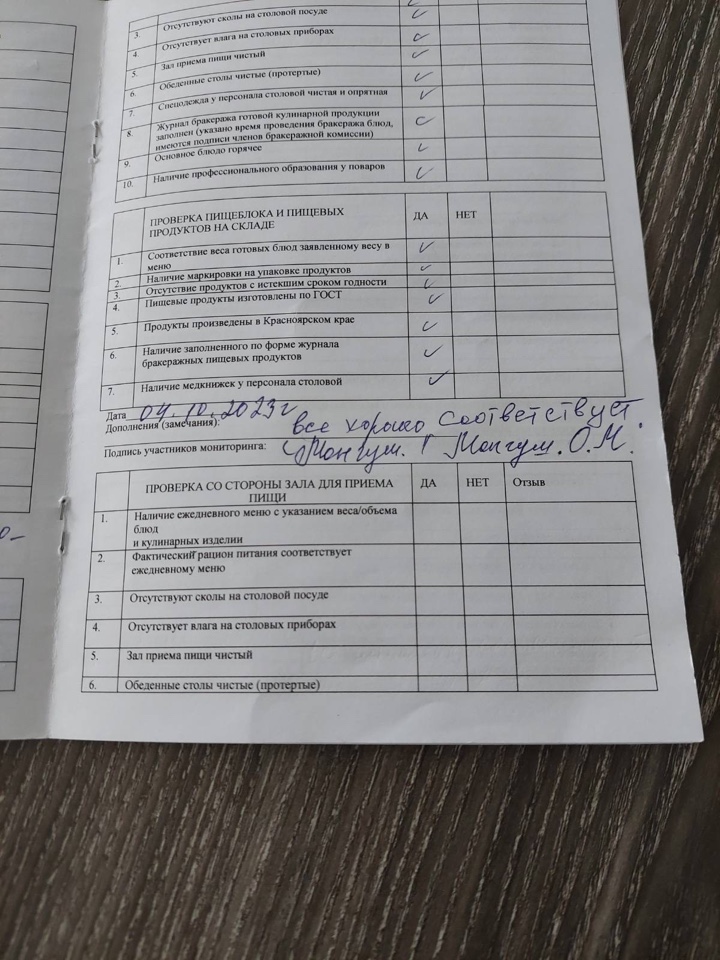 3. Отсутствуют сколы на столовой посуде ✓
4. Отсутствует влага на столовых приборах ✓
5. Зал приема пищи чистый ✓
6. Обеденные столы чистые (протертые) ✓
7. Спецодежда у персонала столовой чистая и опрятная ✓
8. Журнал бракеража готовой кулинарной продукции
заполнен (указано время проведения бракеража блюд,
имеются подписи членов бракеражной комиссии) ✓
9. Основное блюдо горячее ✓
10. Наличие профессионального образования у поваров ✓
ПРОВЕРКА ПИЩЕБЛОКА И ПИЩЕВЫХ ДА НЕТ
ПРОДУКТОВ НА СКЛАДЕ
1. Соответствие веса готовых блюд заявленному весу в ✓
меню
2. Наличие маркировки на упаковке продуктов ✓
3. Отсутствие продуктов с истекшим сроком годности ✓
4. Пищевые продукты изготовлены по ГОСТ ✓
5. Продукты произведены в Красноярском крае ✓
6. Наличие заполненного по форме журнала ✓
бракеражных пищевых продуктов
7. Наличие медкнижек у персонала столовой ✓
Дата 04.10.2023г
Дополнения (замечания): все хорошо соответствует.
Подпись участников мониторинга: Монгуш. Монгуш. О.М.
ПРОВЕРКА СО СТОРОНЫ ЗАЛА ДЛЯ ПРИЕМА ДА НЕТ Отзыв
ПИЩИ
1. Наличие ежедневного меню с указанием веса/объема
блюд
и кулинарных изделии
2. Фактический рацион питания соответствует
ежедневному меню
3. Отсутствуют сколы на столовой посуде
4. Отсутствует влага на столовых приборах
5. Зал приема пищи чистый
6. Обеденные столы чистые (протертые)